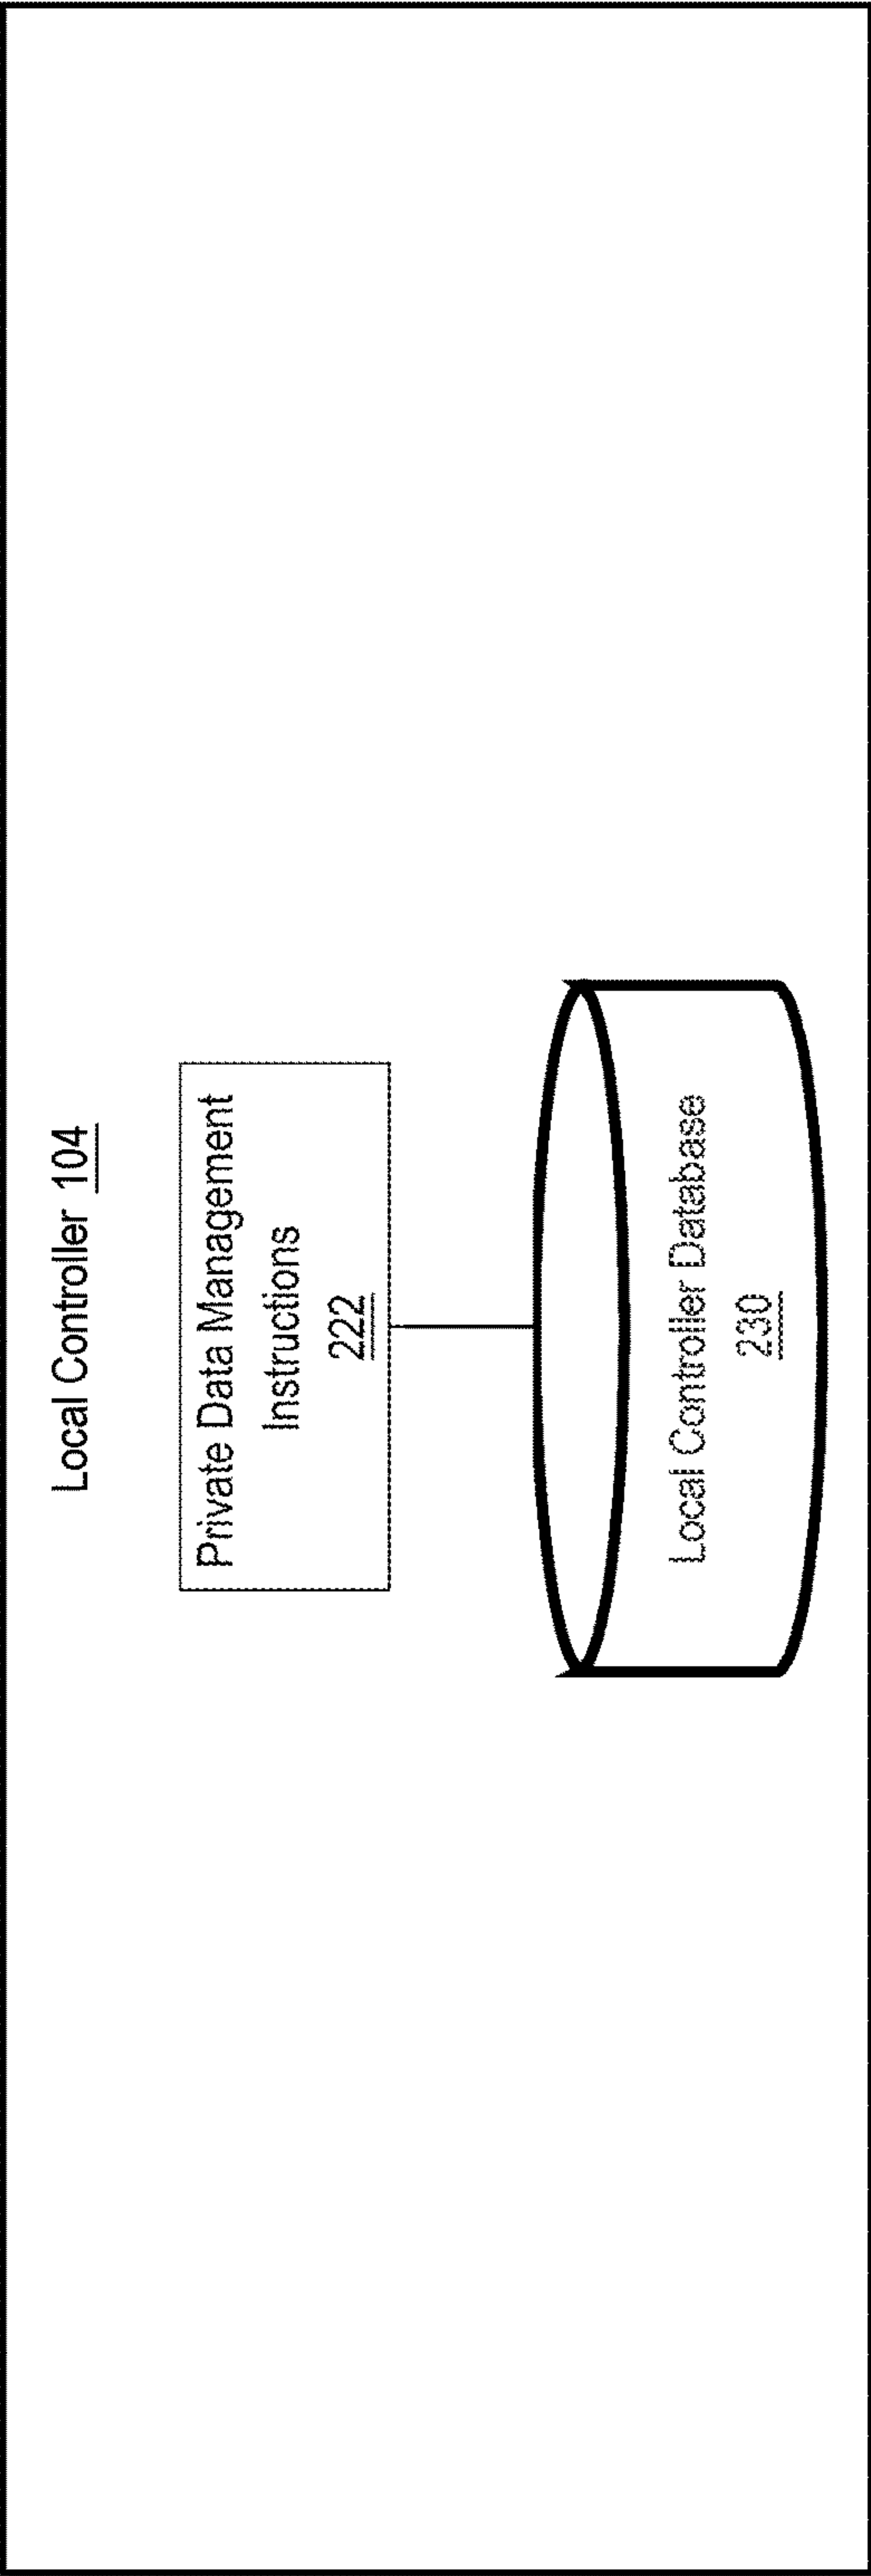 Local Controller 104
Private Data Management
Instructions
222
Local Controller Database
230